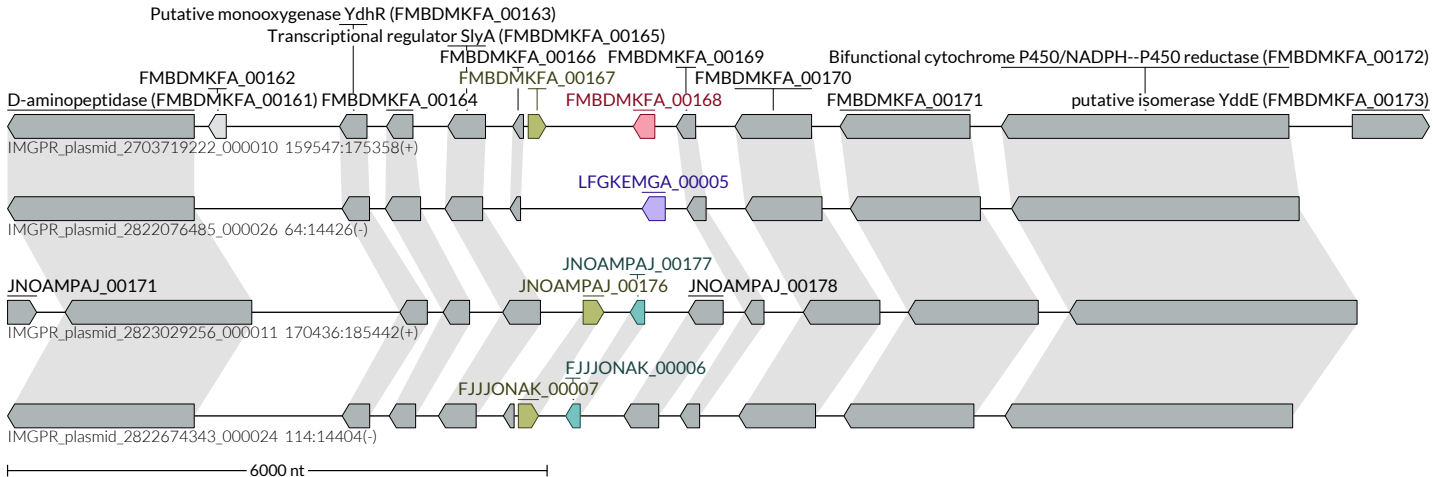 Putative monooxygenase YdhR (FMBDMKFA_00163)
Transcriptional regulator SlyA (FMBDMKFA_00165)
FMBDMKFA_00166 FMBDMKFA_00169 Bifunctional cytochrome P450/NADPH--P450 reductase (FMBDMKFA_00172)
FMBDMKFA_00162 FMBDMKFA_00167 FMBDMKFA_00170
D-aminopeptidase (FMBDMKFA_00161) FMBDMKFA_00164 FMBDMKFA_00168 FMBDMKFA_00171 putative isomerase YddE (FMBDMKFA_00173)
IMGPR_plasmid_2703719222_000010 159547:175358(+)
LFGKEMGA_00005
IMGPR_plasmid_2822076485_000026 64:14426(-)
JNOAMPAJ_00177
JNOAMPAJ_00171 JNOAMPAJ_00176 JNOAMPAJ_00178
IMGPR_plasmid_2823029256_000011 170436:185442(+)
FJJJONAK_00006
FJJJONAK_00007
IMGPR_plasmid_2822674343_000024 114:14404(-)
6000 nt